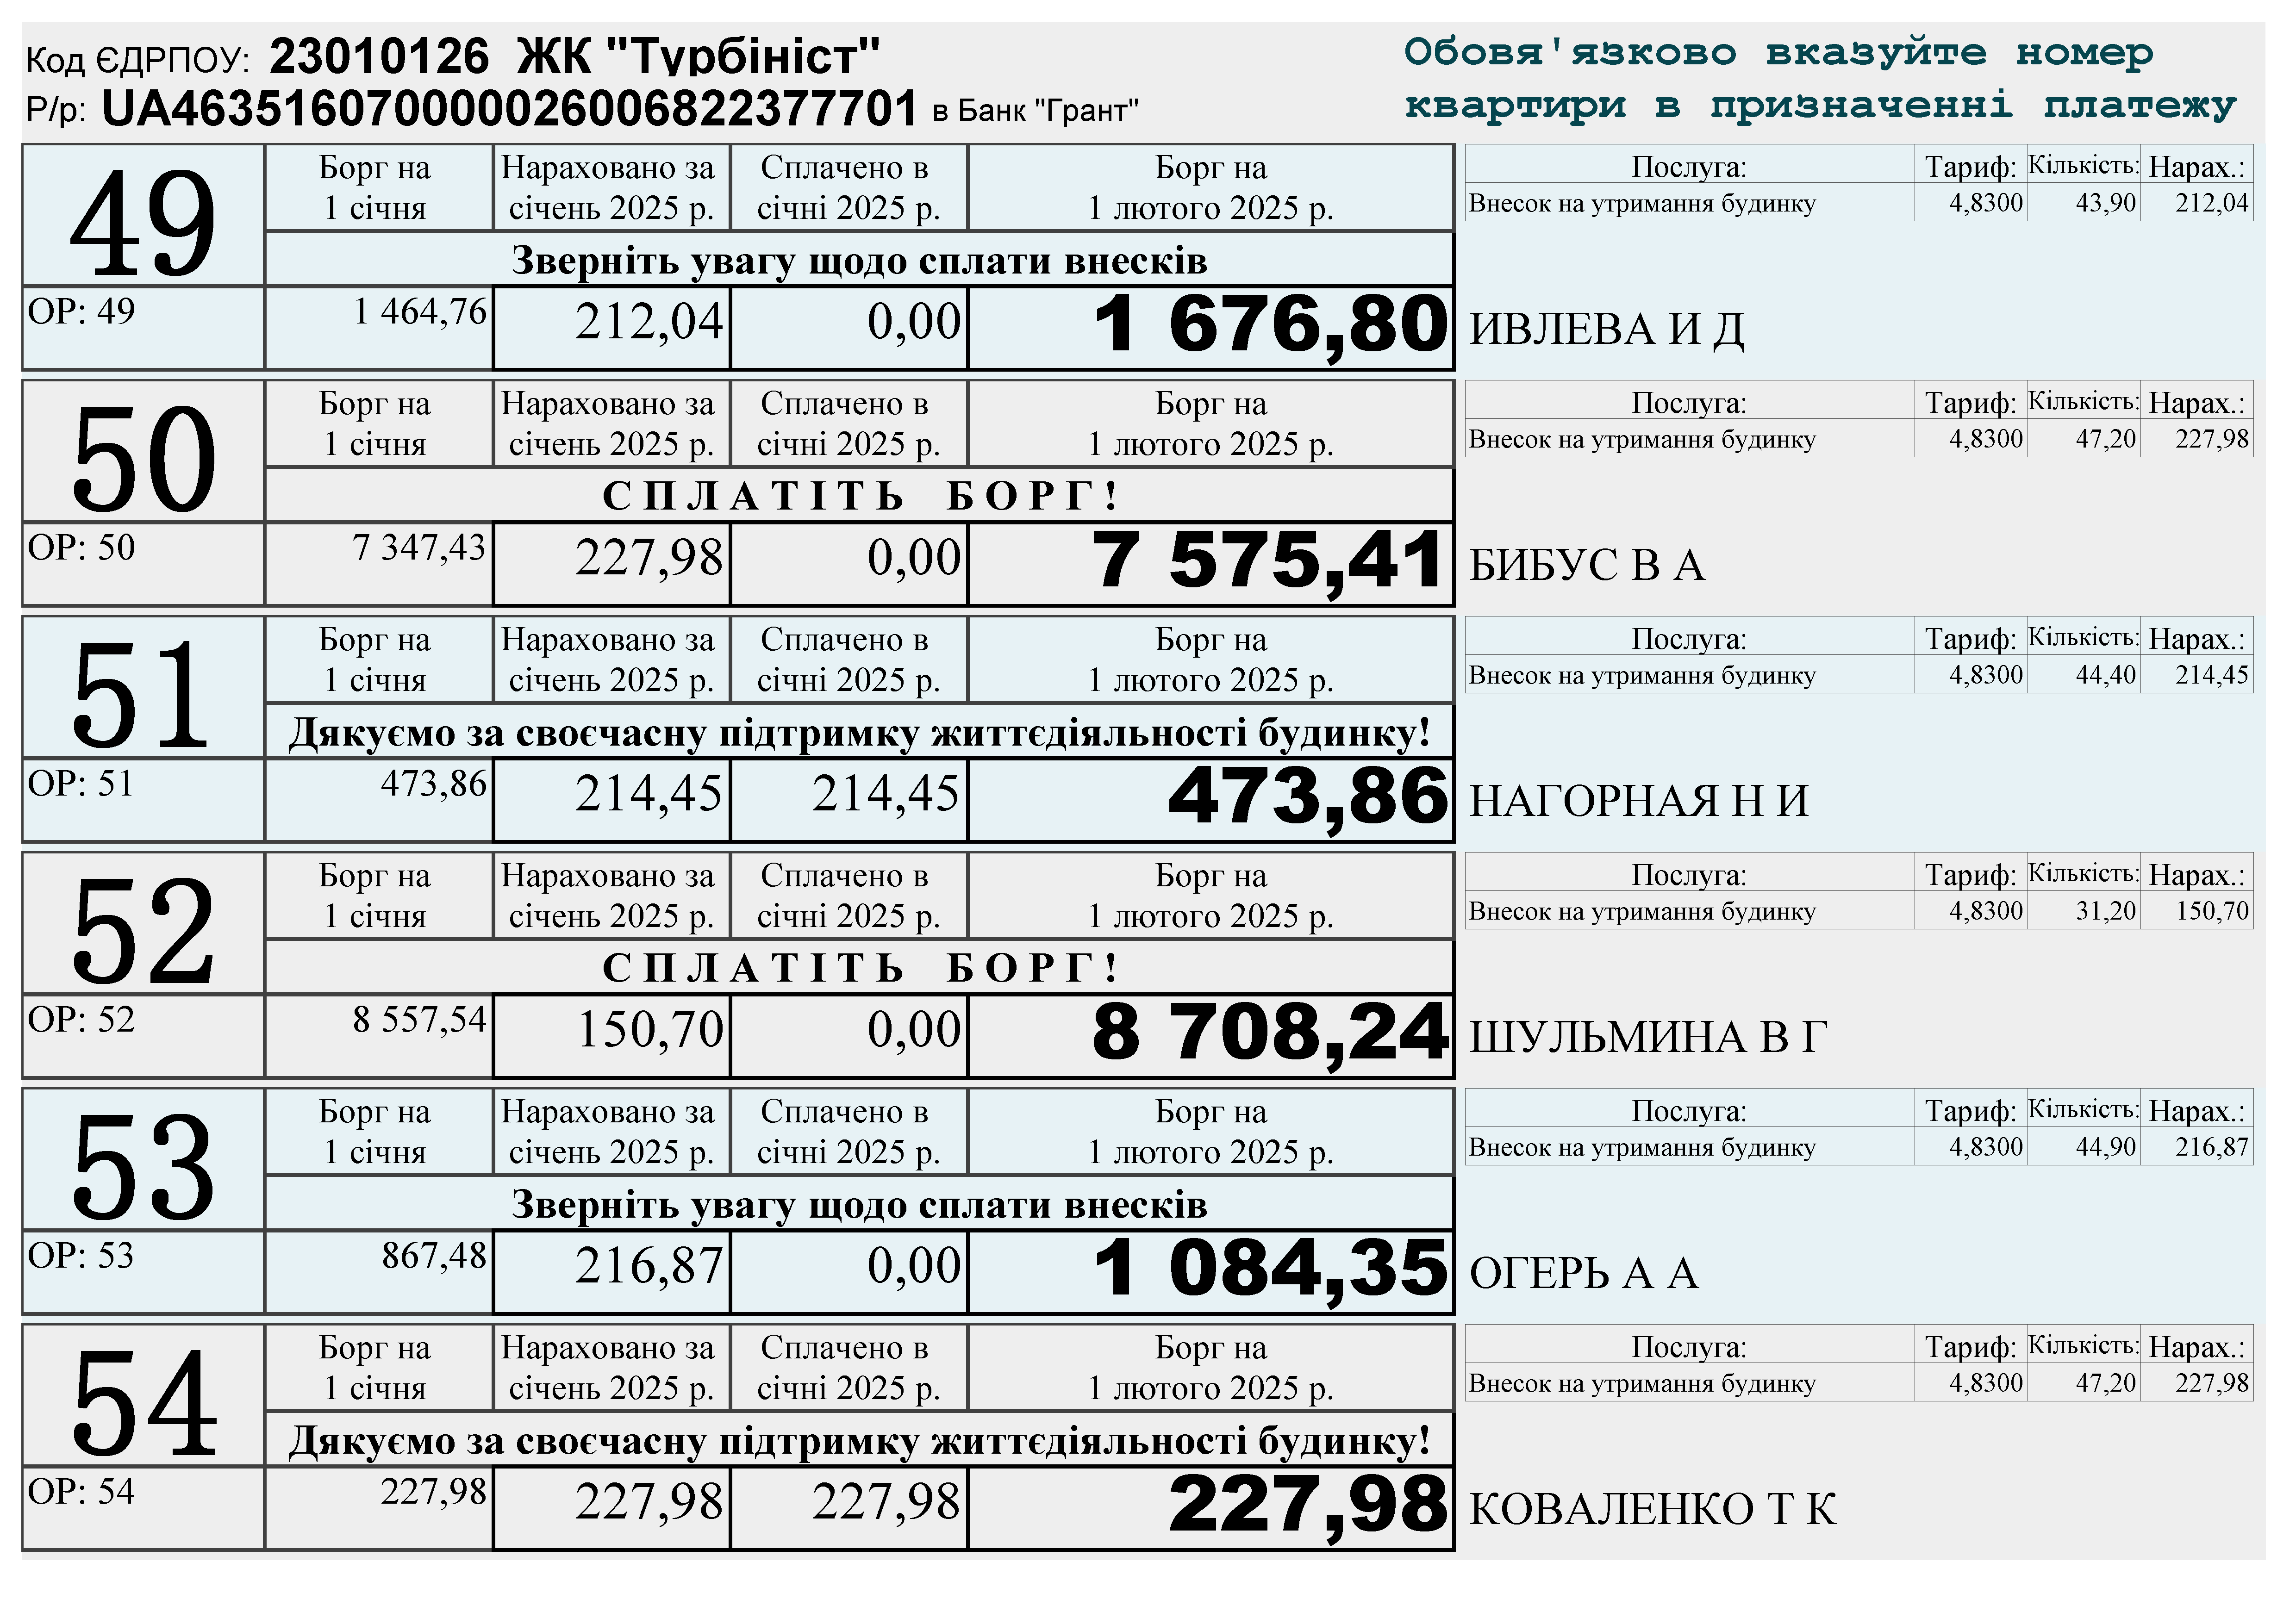 Код ЄДРПОУ: 23010126 ЖК "Турбініст"
Р/р: UA463516070000026006822377701 в Банк "Грант"
Обовя'язково вказуйте номер
квартири в призначенні платежу
49
Борг на
1 січня
Нараховано за
січень 2025 р.
Сплачено в
січні 2025 р.
Борг на
1 лютого 2025 р.
Послуга: Тариф: Кількість: Нарах.:
Внесок на утримання будинку 4,8300 43,90 212,04
Зверніть увагу щодо сплати внесків
ОР: 49 1 464,76 212,04 0,00 1 676,80 ИВЛЕВА И Д
50
Борг на
1 січня
Нараховано за
січень 2025 р.
Сплачено в
січні 2025 р.
Борг на
1 лютого 2025 р.
Послуга: Тариф: Кількість: Нарах.:
Внесок на утримання будинку 4,8300 47,20 227,98
С П Л А Т І Т Ь Б О Р Г !
ОР: 50 7 347,43 227,98 0,00 7 575,41 БИБУС В А
51
Борг на
1 січня
Нараховано за
січень 2025 р.
Сплачено в
січні 2025 р.
Борг на
1 лютого 2025 р.
Послуга: Тариф: Кількість: Нарах.:
Внесок на утримання будинку 4,8300 44,40 214,45
Дякуємо за своєчасну підтримку життєдіяльності будинку!
ОР: 51 473,86 214,45 214,45 473,86 НАГОРНАЯ Н И
52
Борг на
1 січня
Нараховано за
січень 2025 р.
Сплачено в
січні 2025 р.
Борг на
1 лютого 2025 р.
Послуга: Тариф: Кількість: Нарах.:
Внесок на утримання будинку 4,8300 31,20 150,70
С П Л А Т І Т Ь Б О Р Г !
ОР: 52 8 557,54 150,70 0,00 8 708,24 ШУЛЬМИНА В Г
53
Борг на
1 січня
Нараховано за
січень 2025 р.
Сплачено в
січні 2025 р.
Борг на
1 лютого 2025 р.
Послуга: Тариф: Кількість: Нарах.:
Внесок на утримання будинку 4,8300 44,90 216,87
Зверніть увагу щодо сплати внесків
ОР: 53 867,48 216,87 0,00 1 084,35 ОГЕРЬ А А
54
Борг на
1 січня
Нараховано за
січень 2025 р.
Сплачено в
січні 2025 р.
Борг на
1 лютого 2025 р.
Послуга: Тариф: Кількість: Нарах.:
Внесок на утримання будинку 4,8300 47,20 227,98
Дякуємо за своєчасну підтримку життєдіяльності будинку!
ОР: 54 227,98 227,98 227,98 227,98 КОВАЛЕНКО Т К